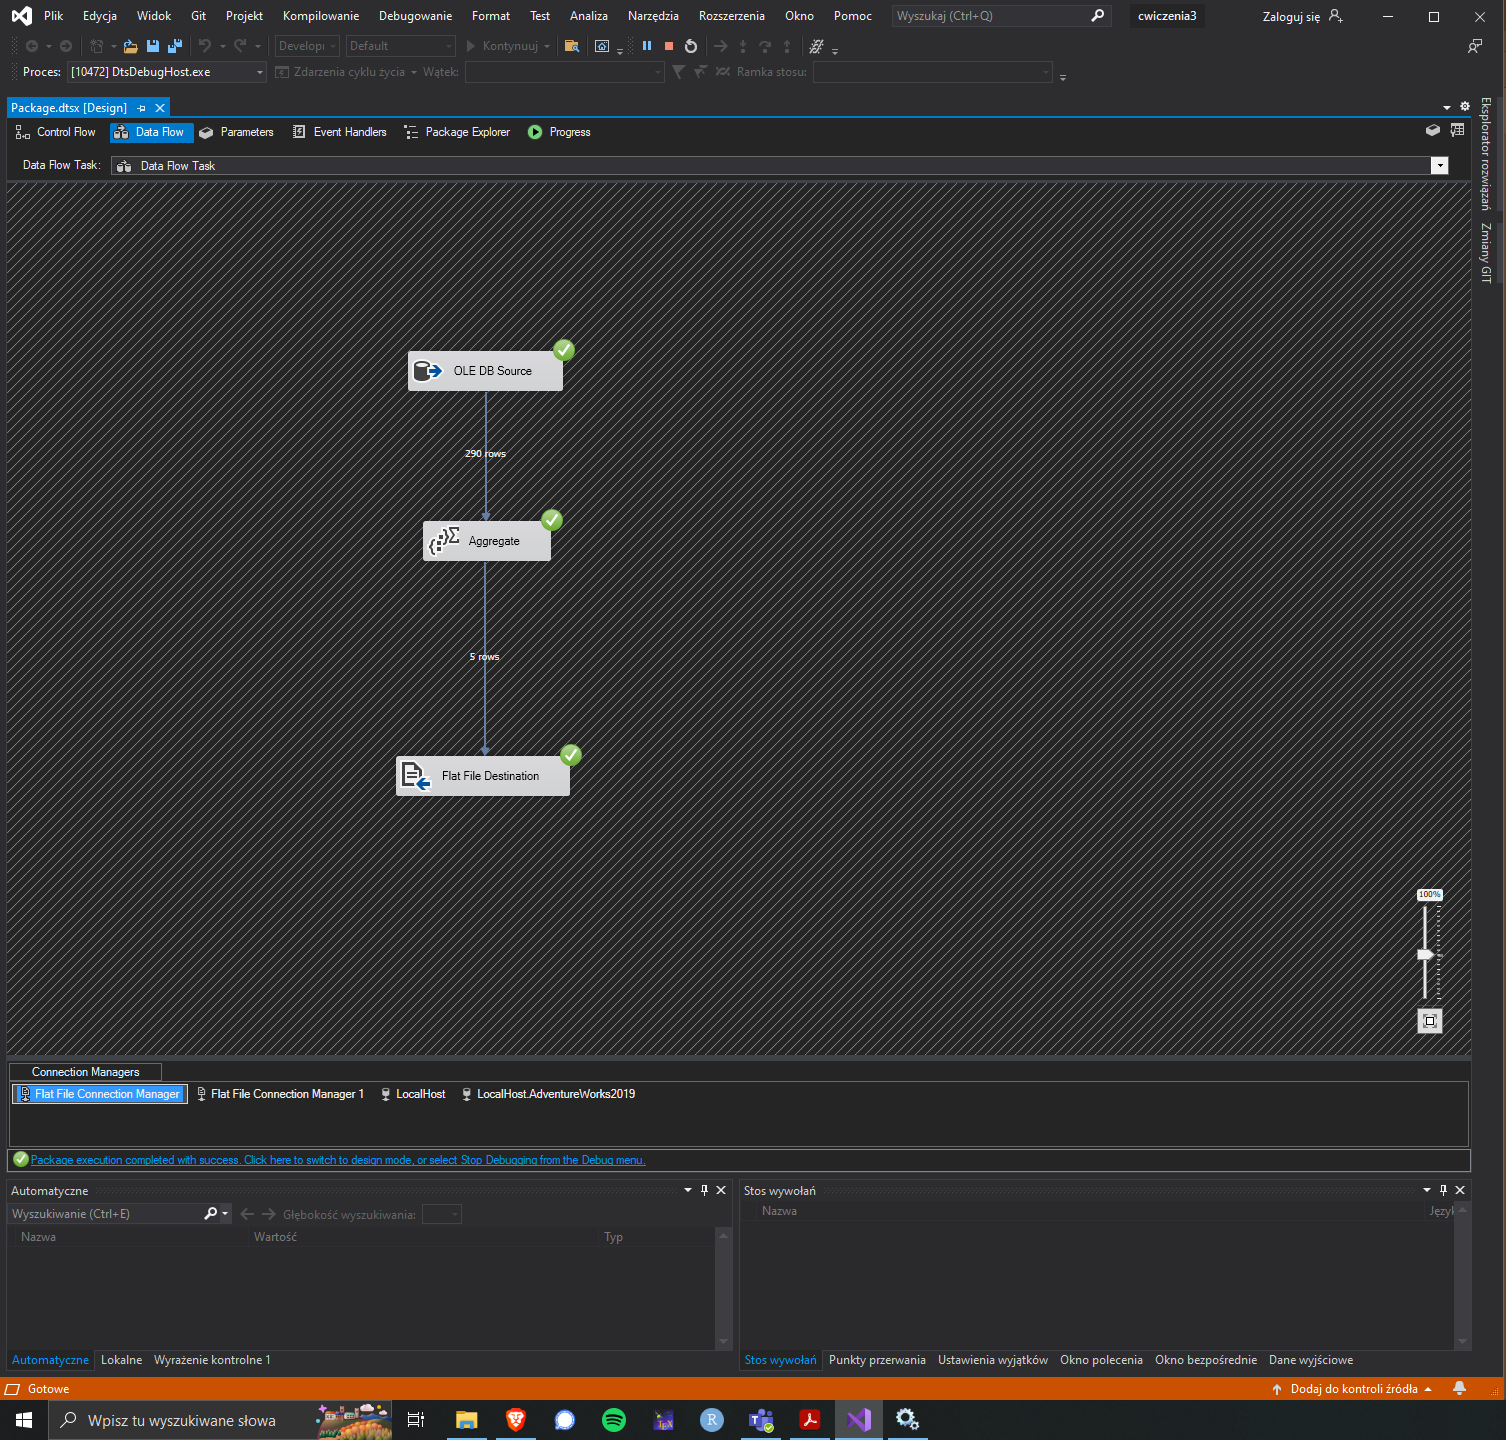 Plik Edycja Widok Git Projekt Kompilowanie Debugowanie Format Test Analiza Narzędzia Rozszerzenia Okno Pomoc Wyszukaj (Ctrl+Q) cwiczenia3 Zaloguj się
Developi Default Kontynuuj
Proces: [10472] DtsDebugHost.exe Zdarzenia cyklu życia Wątek: Ramka stosu:
Package.dtsx [Design]
Control Flow Data Flow Parameters Event Handlers Package Explorer Progress
Data Flow Task: Data Flow Task
Eksplorator rozwiązań
Zmiany GIT
OLE DB Source
290 rows
Aggregate
5 rows
Flat File Destination
100%
Connection Managers
Flat File Connection Manager Flat File Connection Manager 1 LocalHost LocalHost.AdventureWorks2019
Package execution completed with success. Click here to switch to design mode, or select Stop Debugging from the Debug menu.
Automatyczne
Wyszukiwanie (Ctrl+E) Głębokość wyszukiwania:
Nazwa Wartość Typ
Stos wywołań
Nazwa Język
Automatyczne Lokalne Wyrażenie kontrolne 1
Stos wywołań Punkty przerwania Ustawienia wyjątków Okno polecenia Okno bezpośrednie Dane wyjściowe
Gotowe Dodaj do kontroli źródła
Wpisz tu wyszukiwane słowa